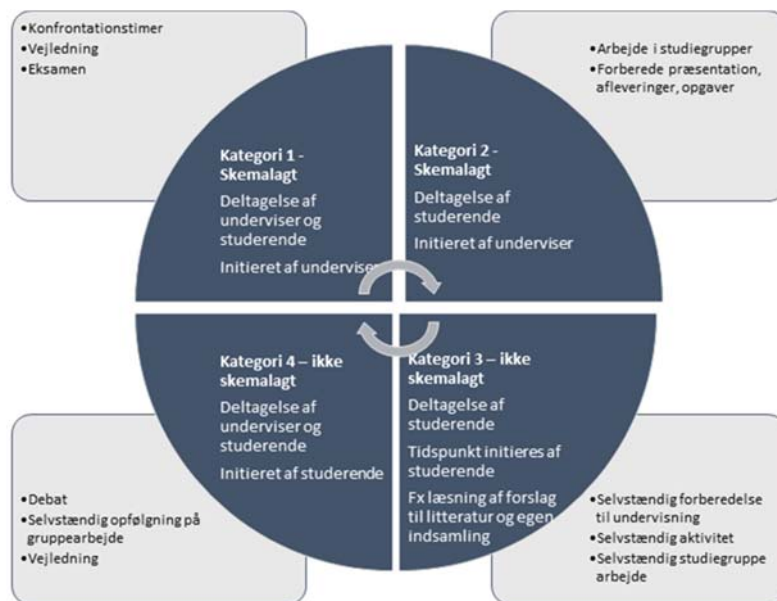 •Konfrontationstimer
•Vejledning
•Eksamen
•Arbejde i studiegrupper
•Forberede præsentation,
afleveringer, opgaver
Kategori 1 -
Skemalagt
Deltagelse af
underviser og
studerende
Initieret af underviser
Kategori 2 -
Skemalagt
Deltagelse af
studerende
Initieret af underviser
Kategori 4 – ikke
skemalagt
Deltagelse af
underviser og
studerende
Initieret af studerende
Kategori 3 – ikke
skemalagt
Deltagelse af
studerende
Tidspunkt initieres af
studerende
Fx læsning af forslag
til litteratur og egen
indsamling
•Debat
•Selvstændig opfølgning på
gruppearbejde
•Vejledning
•Selvstændig forberedelse
til undervisning
•Selvstændig aktivitet
•Selvstændig studiegruppe
arbejde